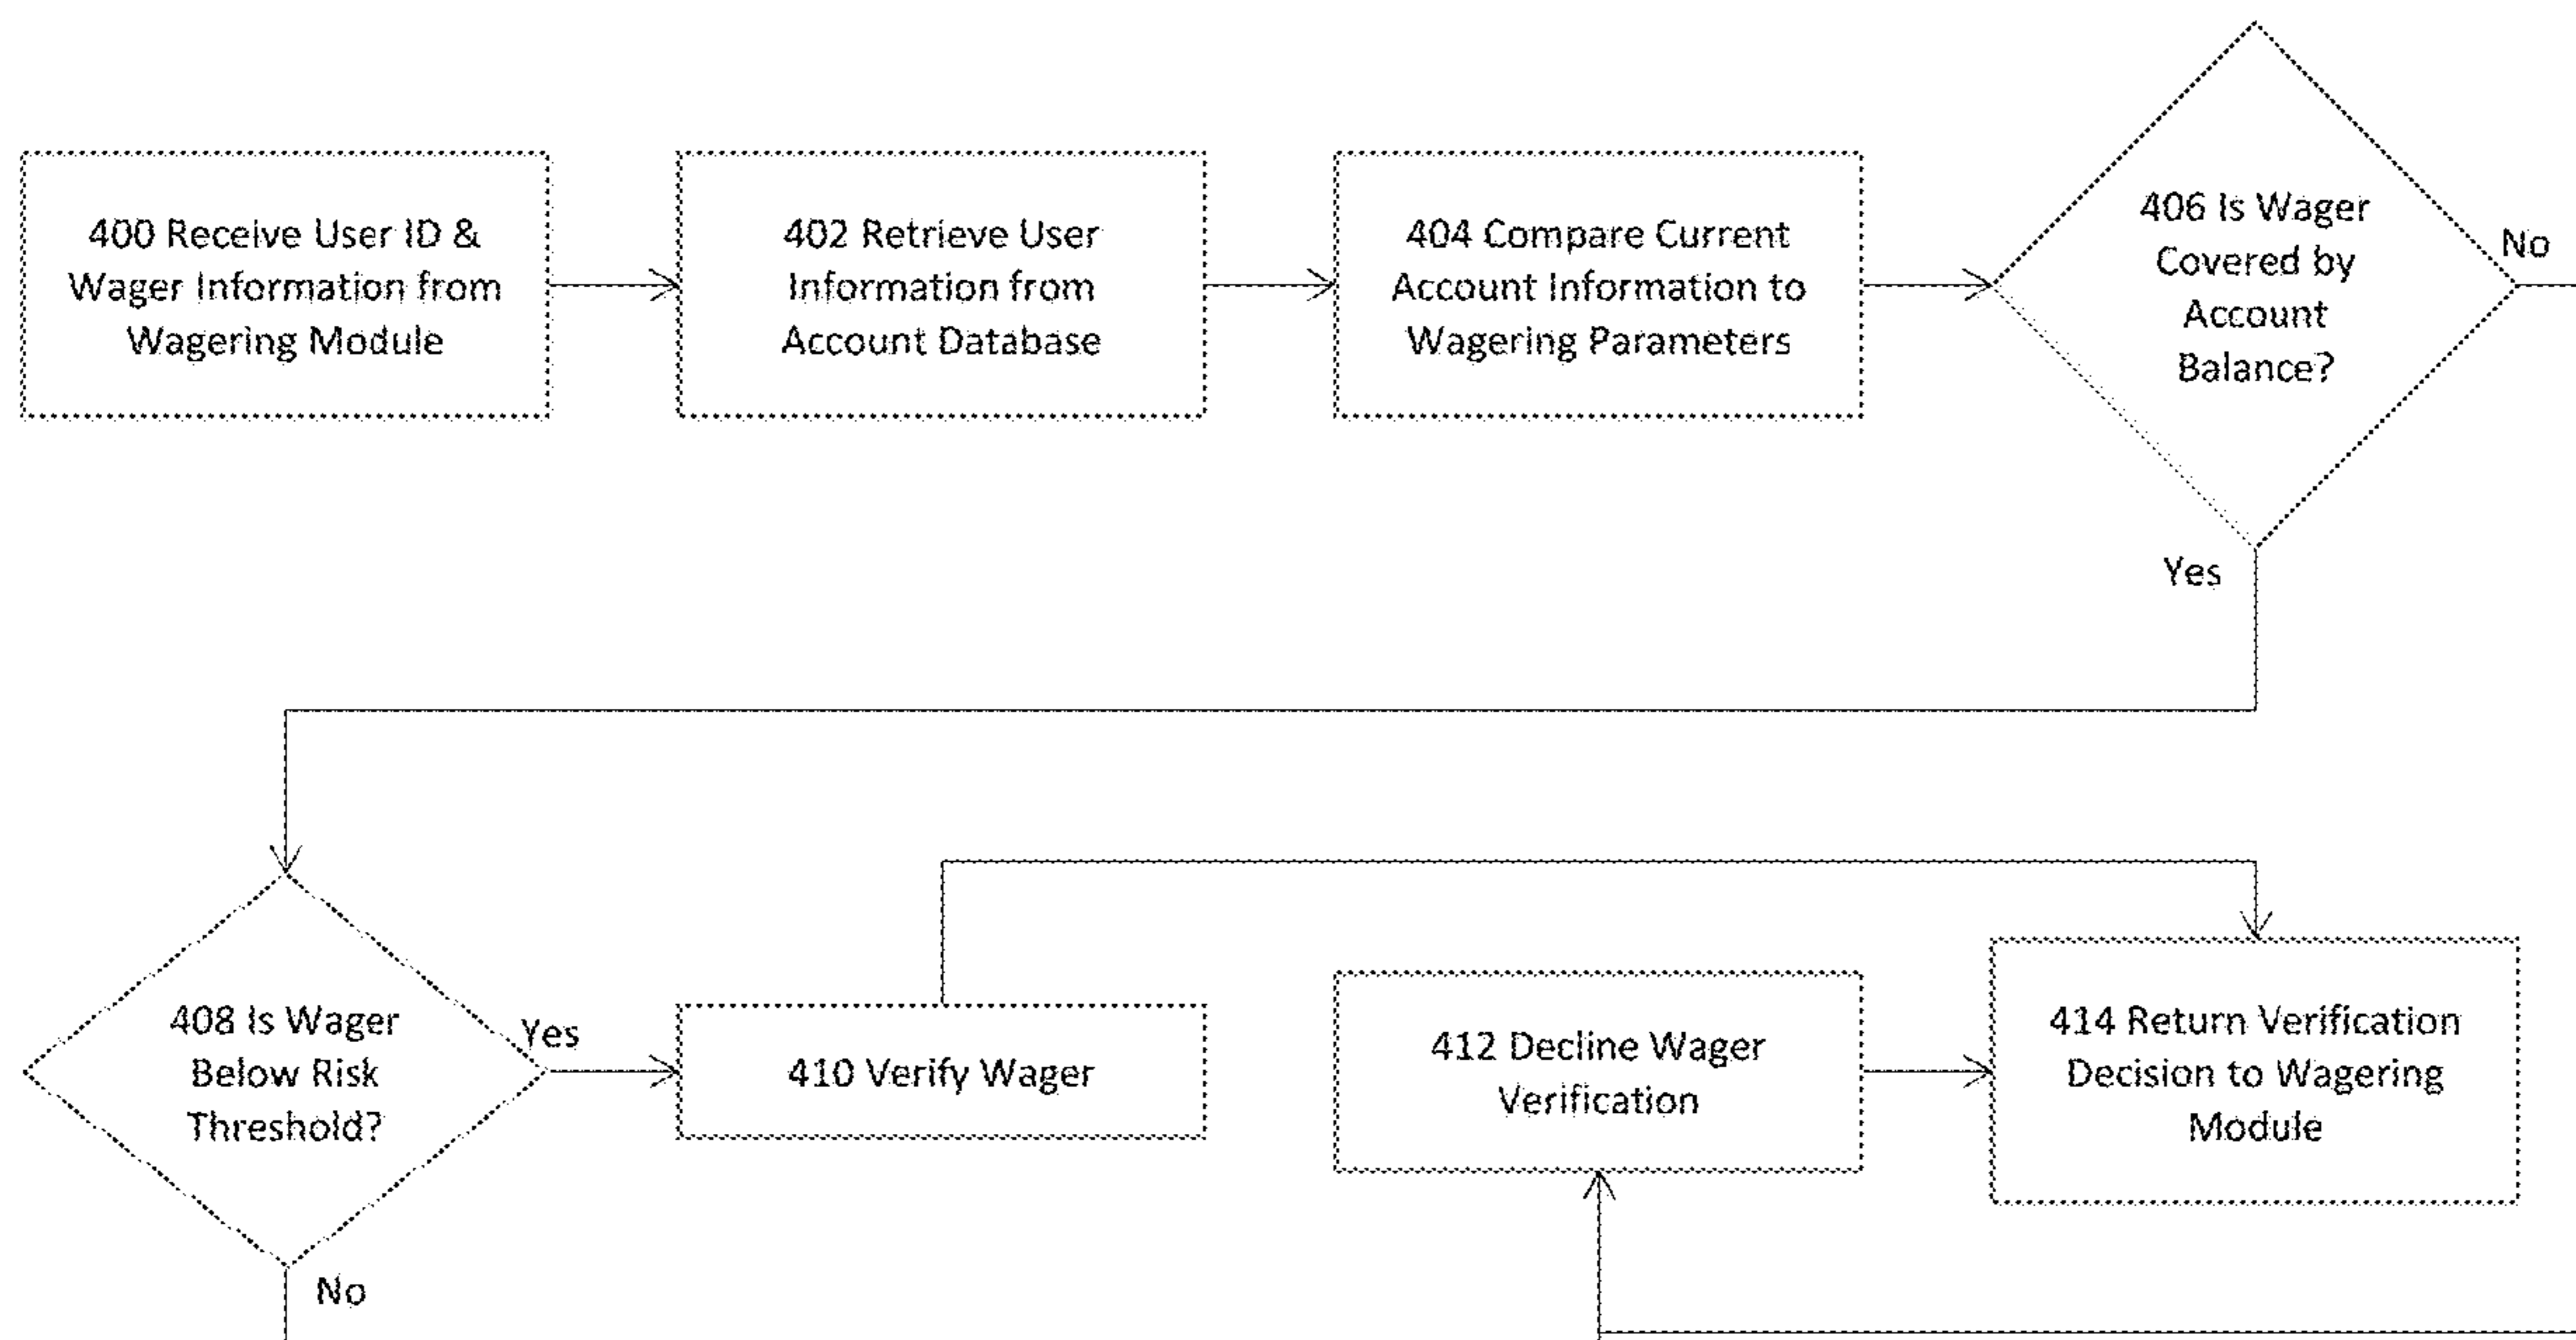 400 Receive User ID &
Wager Information from
Wagering Module
402 Retrieve User
Information from
Account Database
404 Compare Current
Account Information to
Wagering Parameters
406 Is Wager
Covered by
Account
Balance?
No
Yes
408 Is Wager
Below Risk
Threshold?
Yes
No
410 Verify Wager
412 Decline Wager
Verification
414 Return Verification
Decision to Wagering
Module